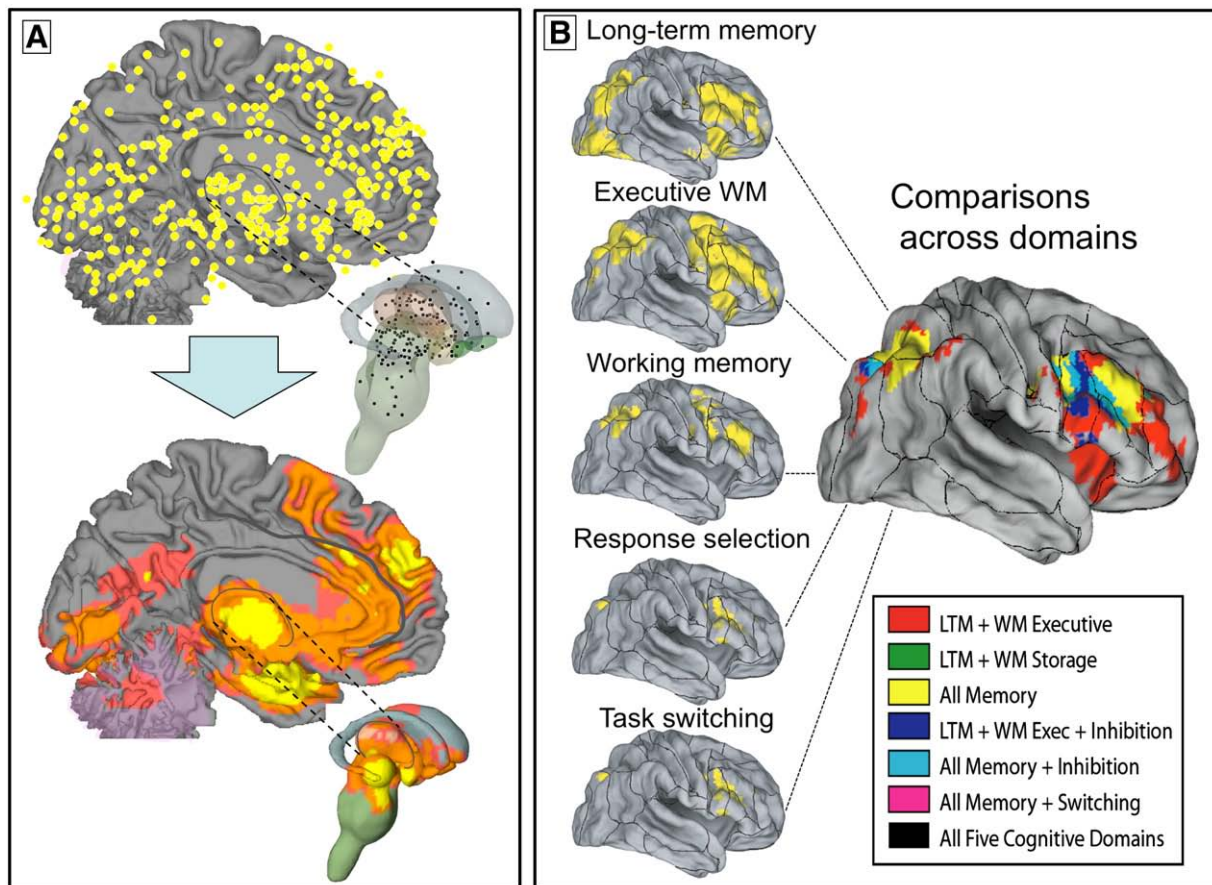 A
B
Long-term memory
Executive WM
Working memory
Response selection
Task switching
Comparisons
across domains
LTM + WM Executive
LTM + WM Storage
All Memory
LTM + WM Exec + Inhibition
All Memory + Inhibition
All Memory + Switching
All Five Cognitive Domains